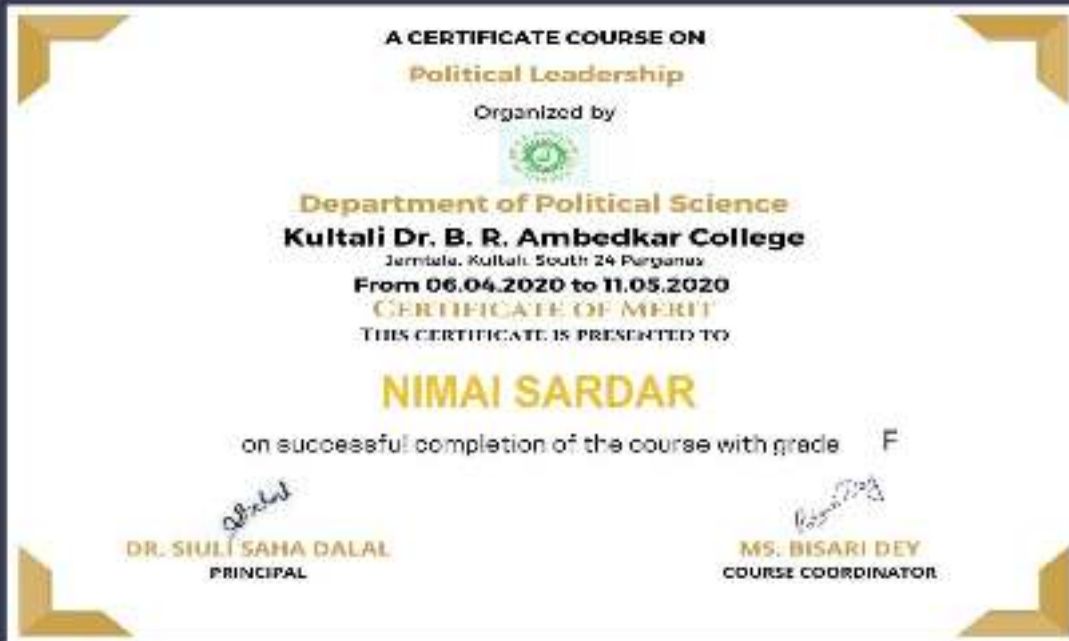 A CERTIFICATE COURSE ON
Political Leadership
Organized by
Department of Political Science
Kultali Dr. B. R. Ambedkar College
Jamtala, Kultali, South 24 Parganas
From 06.04.2020 to 11.05.2020
CERTIFICATE OF MERIT
THIS CERTIFICATE IS PRESENTED TO
NIMAI SARDAR
on successful completion of the course with grade F
DR. SIULI SAHA DALAL
PRINCIPAL
MS. BISARI DEY
COURSE COORDINATOR